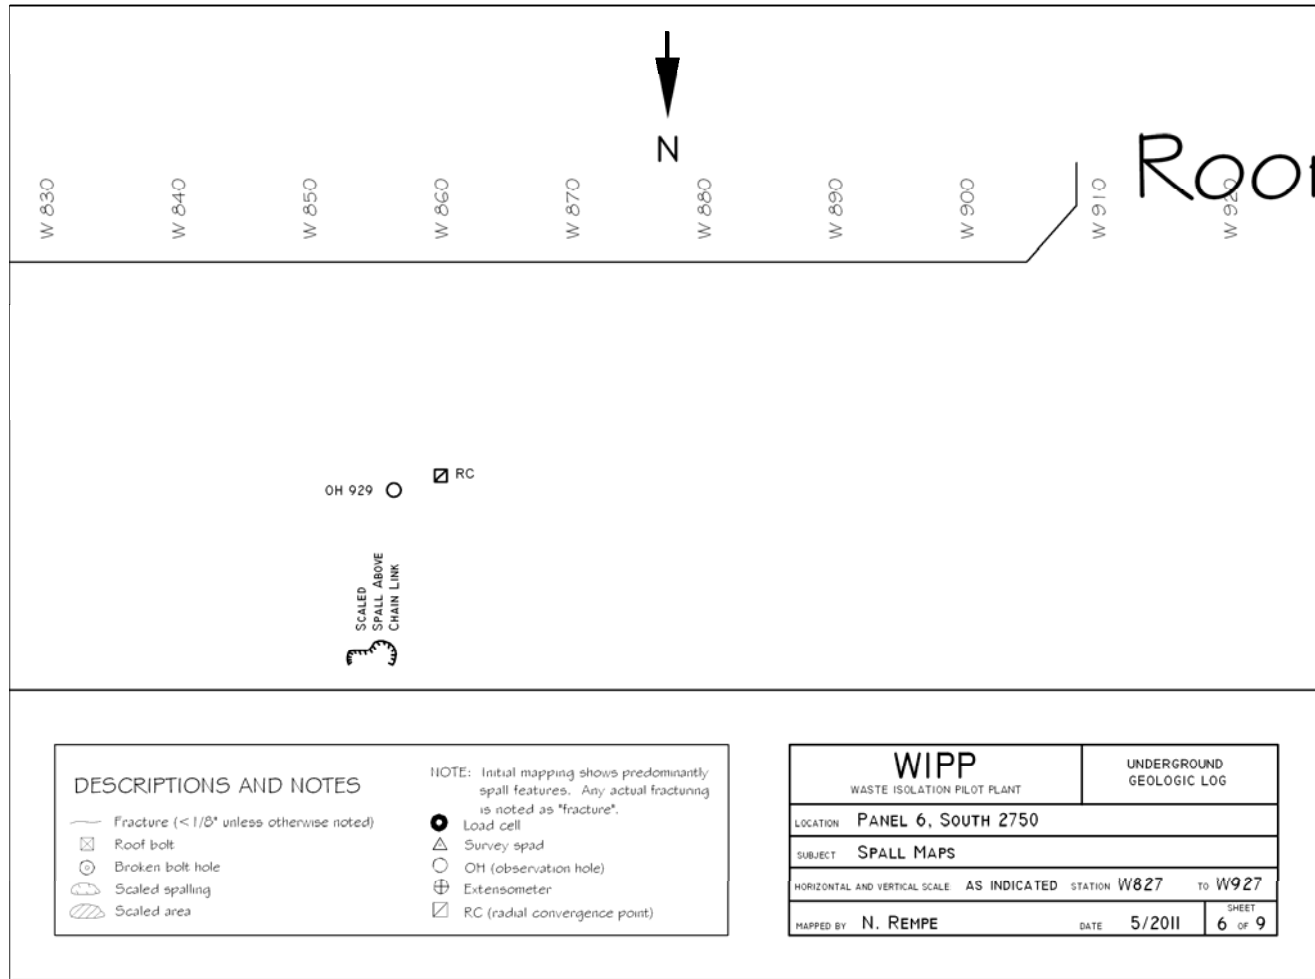 N
Roof
W 830
W 840
W 850
W 860
W 870
W 880
W 890
W 900
W 910
W 920
OH 929
RC
SCALED
SPALL ABOVE
CHAIN LINK
DESCRIPTIONS AND NOTES
Fracture (<1/8" unless otherwise noted)
Roof bolt
Broken bolt hole
Scaled spalling
Scaled area
NOTE: Initial mapping shows predominantly
spall features. Any actual fracturing
is noted as "fracture".
Load cell
Survey spad
OH (observation hole)
Extensometer
RC (radial convergence point)
WIPP
WASTE ISOLATION PILOT PLANT
UNDERGROUND
GEOLOGIC LOG
LOCATION PANEL 6, SOUTH 2750
SUBJECT SPALL MAPS
HORIZONTAL AND VERTICAL SCALE AS INDICATED STATION W827 TO W927
MAPPED BY N. REMPE DATE 5/2011
SHEET
6 OF 9